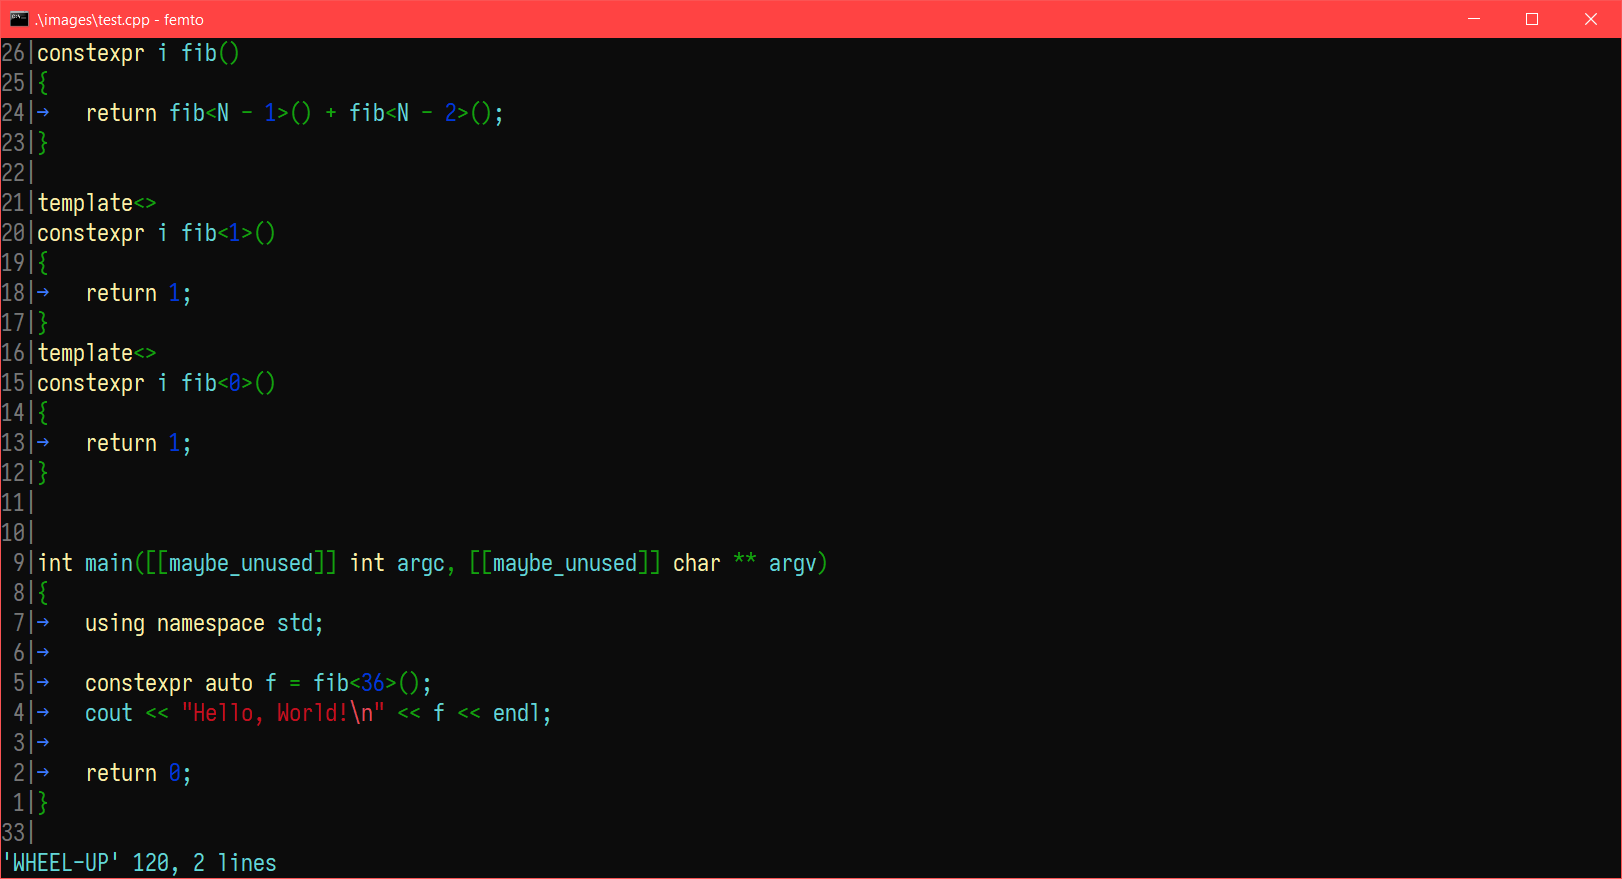 .\images\test.cpp - femto
26|constexpr i fib()
25|{
24|→   return fib<N - 1>() + fib<N - 2>();
23|}
22|
21|template<>
20|constexpr i fib<1>()
19|{
18|→   return 1;
17|}
16|template<>
15|constexpr i fib<0>()
14|{
13|→   return 1;
12|}
11|
10|
 9|int main([[maybe_unused]] int argc, [[maybe_unused]] char ** argv)
 8|{
 7|→   using namespace std;
 6|→
 5|→   constexpr auto f = fib<36>();
 4|→   cout << "Hello, World!\n" << f << endl;
 3|→
 2|→   return 0;
 1|}
33|
'WHEEL-UP' 120, 2 lines